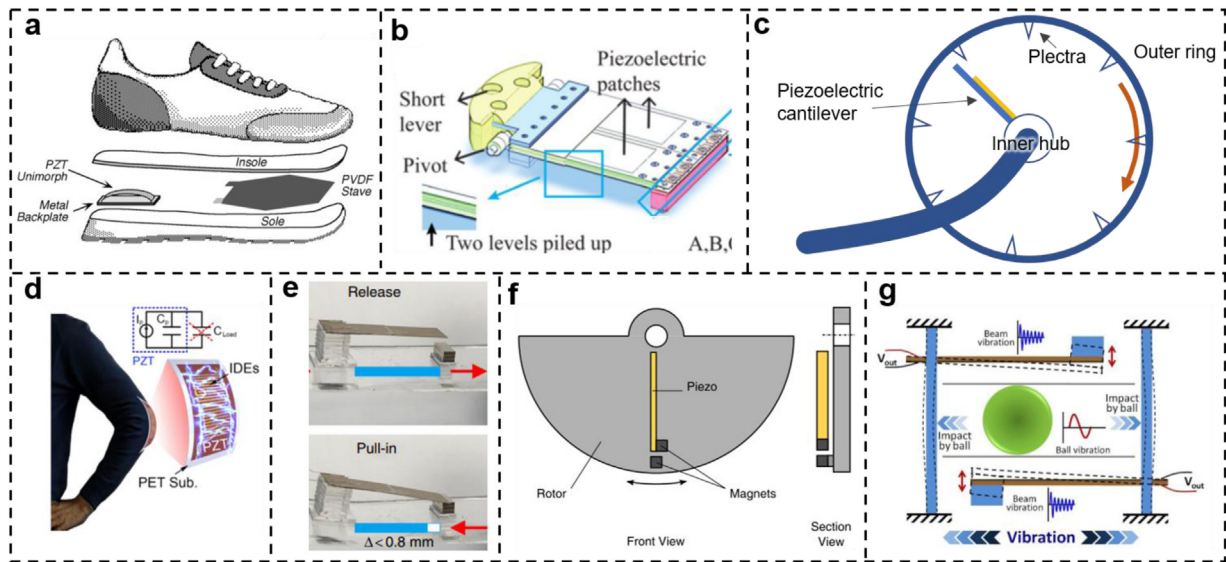 a
Insole
PZT
Unimorph
PVDF
Stave
Metal
Backplate
Sole
b
Piezoelectric
patches
Short
lever
Pivot
Two levels piled up
A,B,
c
Plectra
Outer ring
Piezoelectric
cantilever
Inner hub
d
PZT
IDEs
PZT
PET Sub.
e
Release
Pull-in
Δ<0.8 mm
f
Piezo
Rotor
Magnets
Front View
Section
View
g
Beam
vibration
Vout
Impact
by ball
Impact
by ball
Ball vibration
Vout
Beam
vibration
Vibration